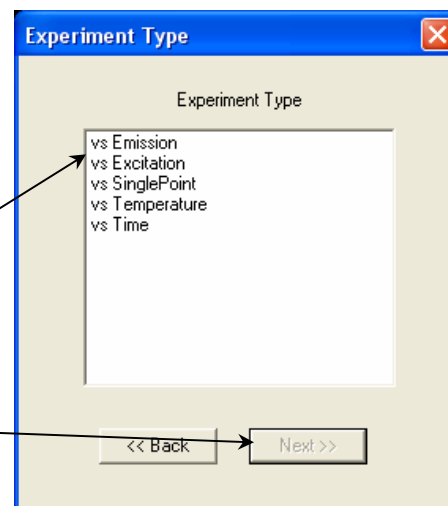 Experiment Type
Experiment Type
vs Emission
vs Excitation
vs SinglePoint
vs Temperature
vs Time
<< Back
Next >>